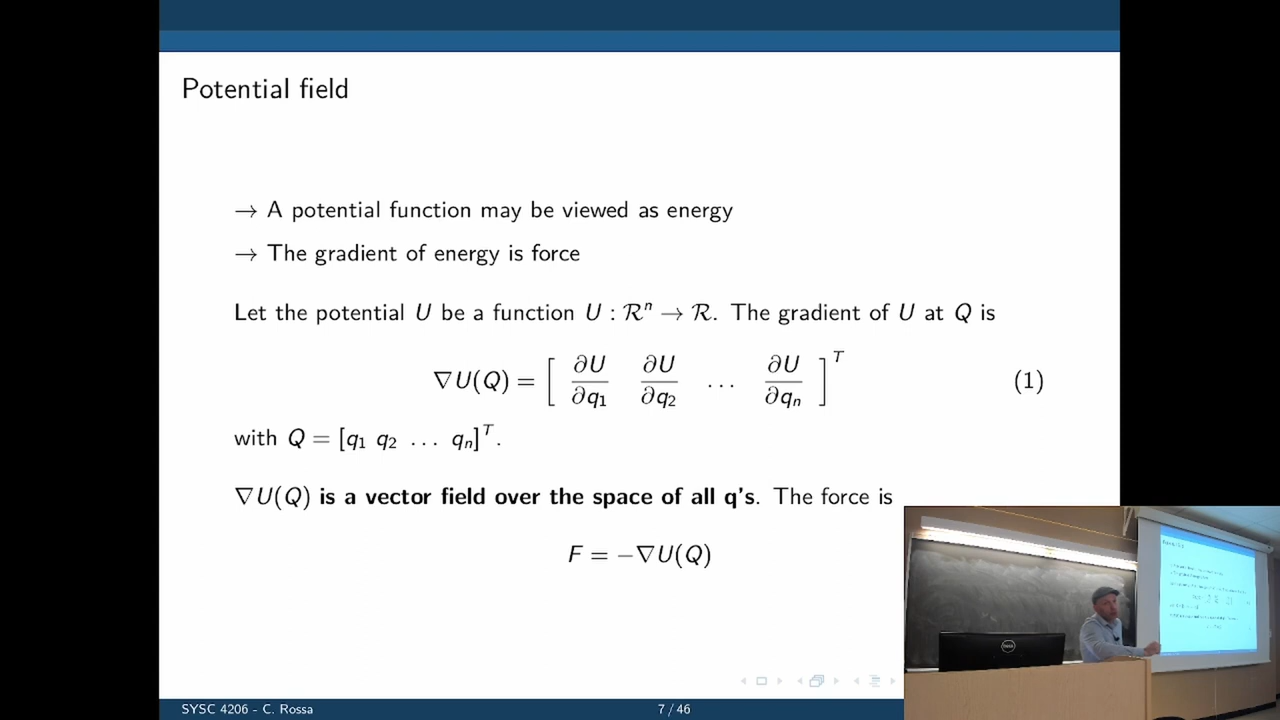 Potential field
→ A potential function may be viewed as energy
→ The gradient of energy is force
Let the potential U be a function U : ℛⁿ → ℛ. The gradient of U at Q is
∇U(Q) = [ ∂U/∂q₁ ∂U/∂q₂ … ∂U/∂qₙ ]ᵀ (1)
with Q = [q₁ q₂ … qₙ]ᵀ.
∇U(Q) is a vector field over the space of all q's. The force is
F = −∇U(Q)
SYSC 4206 - C. Rossa
7 / 46